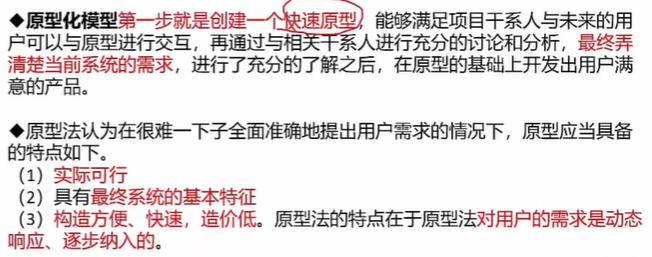 ◆原型化模型第一步就是创建一个快速原型，能够满足项目干系人与未来的用
户可以与原型进行交互，再通过与相关干系人进行充分的讨论和分析，最终弄
清楚当前系统的需求，进行了充分的了解之后，在原型的基础上开发出用户满
意的产品。
◆原型法认为在很难一下子全面准确地提出用户需求的情况下，原型应当具备
的特点如下。
（1）实际可行
（2）具有最终系统的基本特征
（3）构造方便、快速，造价低。原型法的特点在于原型法对用户的需求是动态
响应、逐步纳入的。